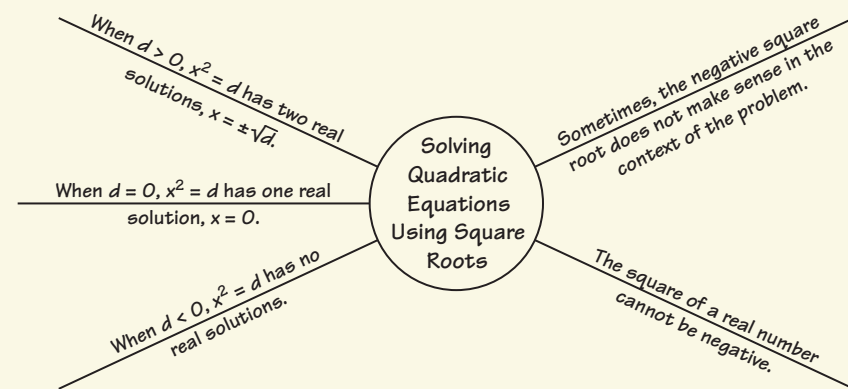 When d > 0, x² = d has two real
solutions, x = ±√d.
When d = 0, x² = d has one real
solution, x = 0.
When d < 0, x² = d has no
real solutions.
Solving
Quadratic
Equations
Using Square
Roots
Sometimes, the negative square
root does not make sense in the
context of the problem.
The square of a real number
cannot be negative.